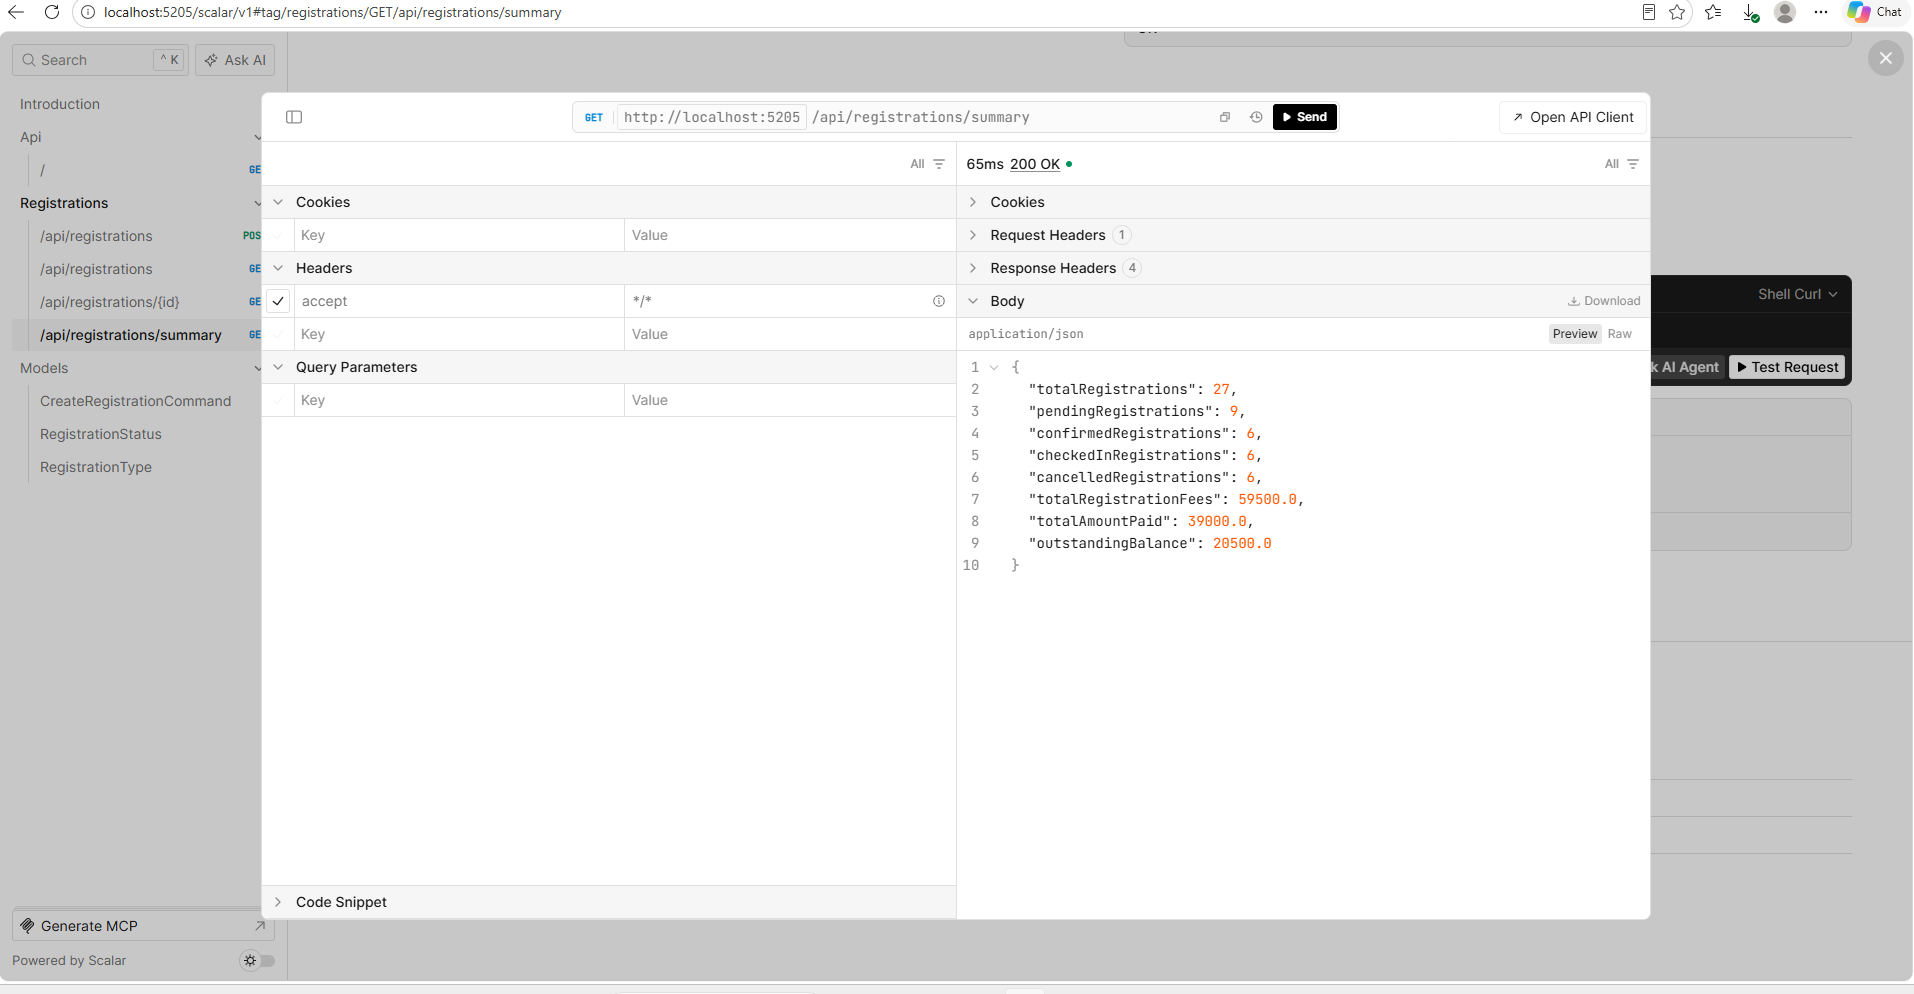 localhost:5205/scalar/v1#tag/registrations/GET/api/registrations/summary
Chat
Search
^ K
Ask AI
Introduction
Api
/
GE
Registrations
/api/registrations
POS
/api/registrations
GE
/api/registrations/{id}
GE
/api/registrations/summary
GE
Models
CreateRegistrationCommand
RegistrationStatus
RegistrationType
Generate MCP
Powered by Scalar
GET
http://localhost:5205
/api/registrations/summary
Send
Open API Client
All
Cookies
Key
Value
Headers
accept
*/*
Key
Value
Query Parameters
Key
Value
Code Snippet
65ms 200 OK
All
Cookies
Request Headers 1
Response Headers 4
Body
Download
application/json
Preview
Raw
1 {
2 "totalRegistrations": 27,
3 "pendingRegistrations": 9,
4 "confirmedRegistrations": 6,
5 "checkedInRegistrations": 6,
6 "cancelledRegistrations": 6,
7 "totalRegistrationFees": 59500.0,
8 "totalAmountPaid": 39000.0,
9 "outstandingBalance": 20500.0
10 }
Shell Curl
k AI Agent
Test Request